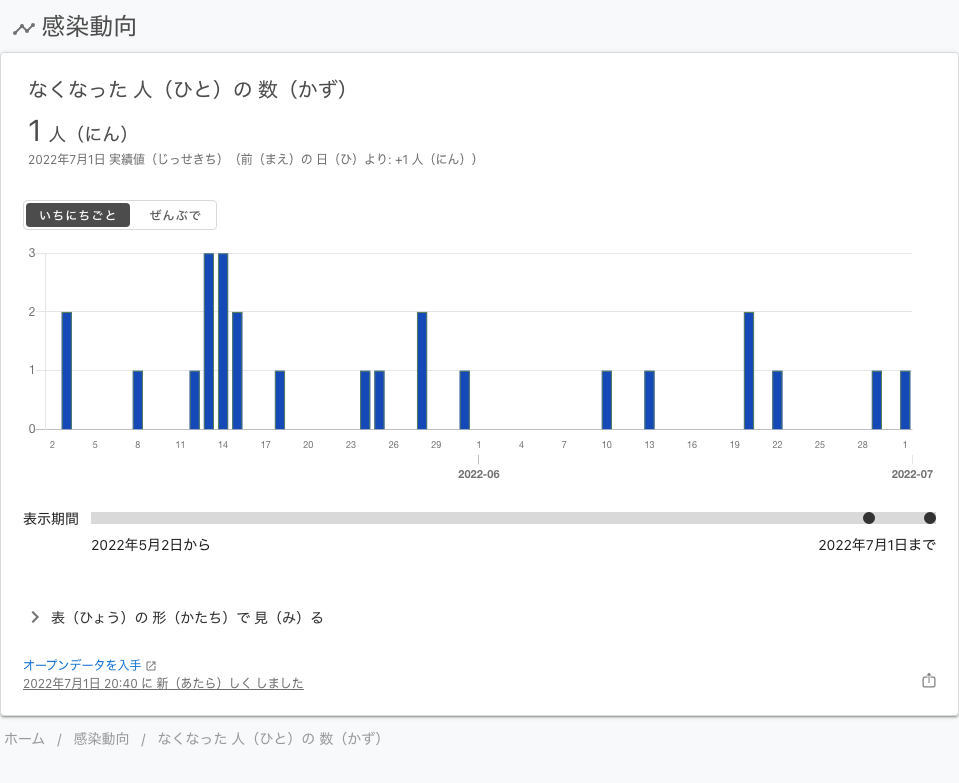 感染動向
なくなった 人（ひと）の 数（かず）
1 人（にん）
2022年7月1日 実績値（じっせきち）（前（まえ）の 日（ひ）より: +1 人（にん））
いちにちごと ぜんぶで
3
2
1
0
2 5 8 11 14 17 20 23 26 29 1 4 7 10 13 16 19 22 25 28 1
2022-06 2022-07
表示期間
2022年5月2日から 2022年7月1日まで
表（ひょう）の 形（かたち）で 見（み）る
オープンデータを入手
2022年7月1日 20:40 に 新（あたら）しく しました
ホーム / 感染動向 / なくなった 人（ひと）の 数（かず）